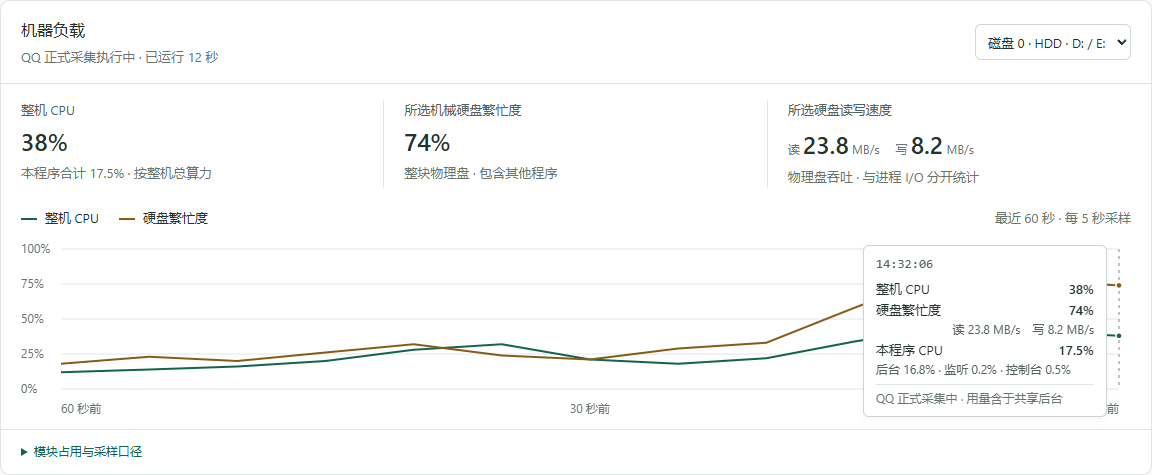 机器负载
QQ 正式采集执行中 · 已运行 12 秒
磁盘 0 · HDD · D: / E:
整机 CPU
38%
本程序合计 17.5% · 按整机总算力
所选机械硬盘繁忙度
74%
整块物理盘 · 包含其他程序
所选硬盘读写速度
读 23.8 MB/s 写 8.2 MB/s
物理盘吞吐 · 与进程 I/O 分开统计
整机 CPU 硬盘繁忙度
最近 60 秒 · 每 5 秒采样
100%
75%
50%
25%
0%
60 秒前
30 秒前
前
14:32:06
整机 CPU 38%
硬盘繁忙度 74%
读 23.8 MB/s 写 8.2 MB/s
本程序 CPU 17.5%
后台 16.8% · 监听 0.2% · 控制台 0.5%
QQ 正式采集中 · 用量含于共享后台
模块占用与采样口径